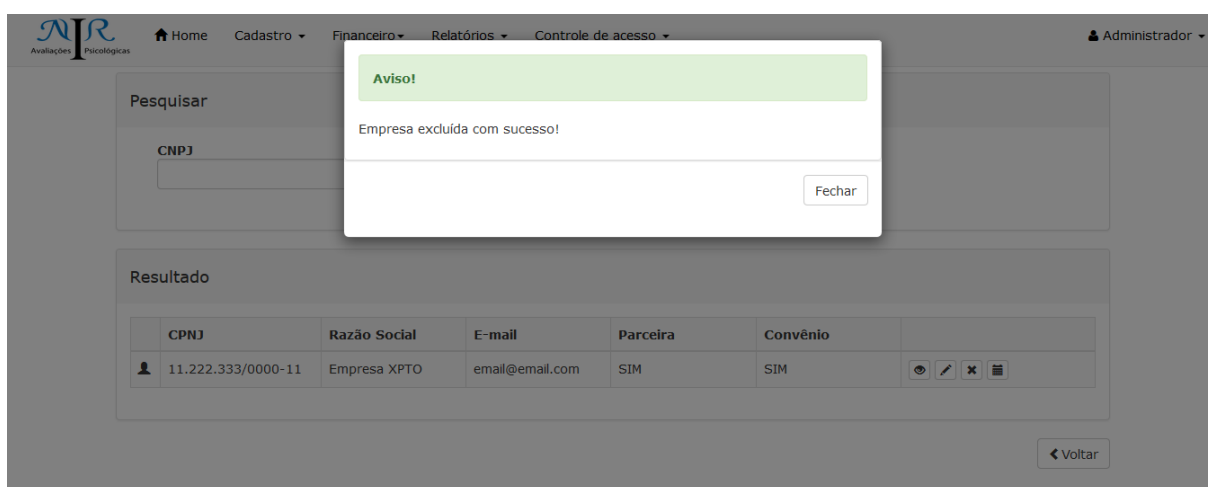 NIR
Avaliações Psicológicas
Home Cadastro Financeiro Relatórios Controle de acesso Administrador
Aviso!
Empresa excluída com sucesso!
Fechar
Pesquisar
CNPJ
Resultado
CPNJ Razão Social E-mail Parceira Convênio
11.222.333/0000-11 Empresa XPTO email@email.com SIM SIM
Voltar